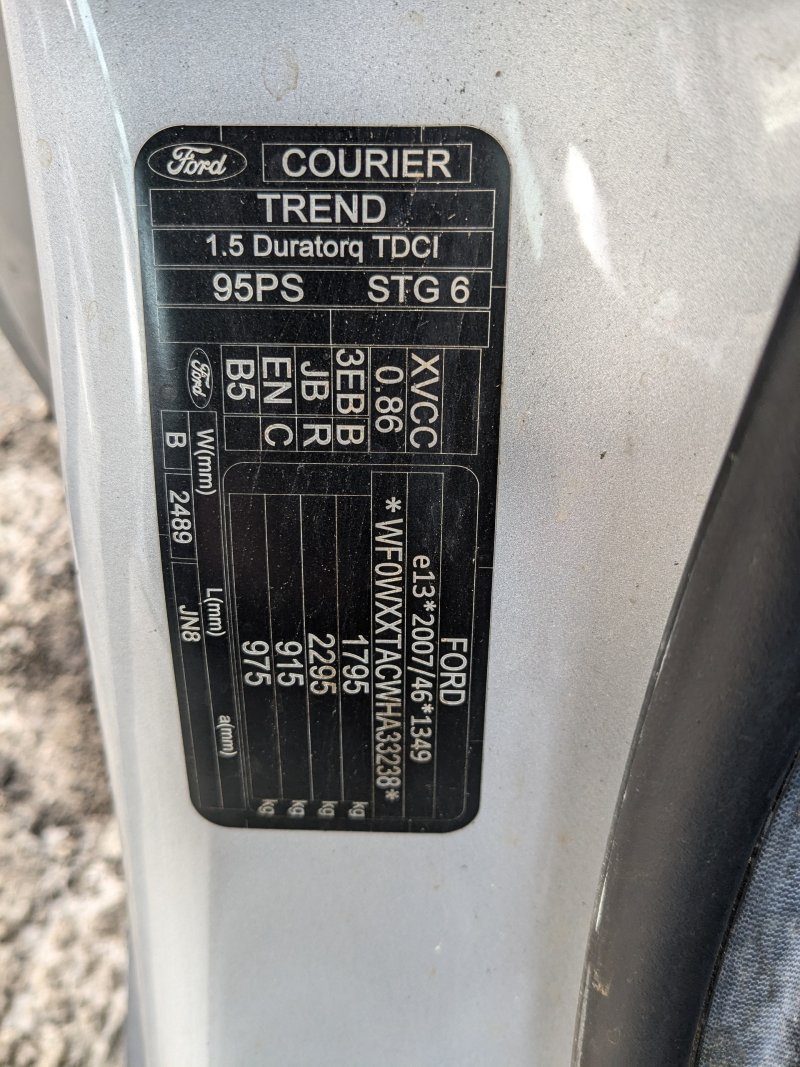 Ford COURIER
TREND
1.5 Duratorq TDCI
95PS STG 6
FORD
e13*2007/46*1349
*WF0WXXTACWHA33238*
1795 kg
2295 kg
915 kg
975 kg
XVCC
0.86
3EB B
JB R
EN C
B5
Ford
W(mm) L(mm) a(mm)
B 2489 JN8